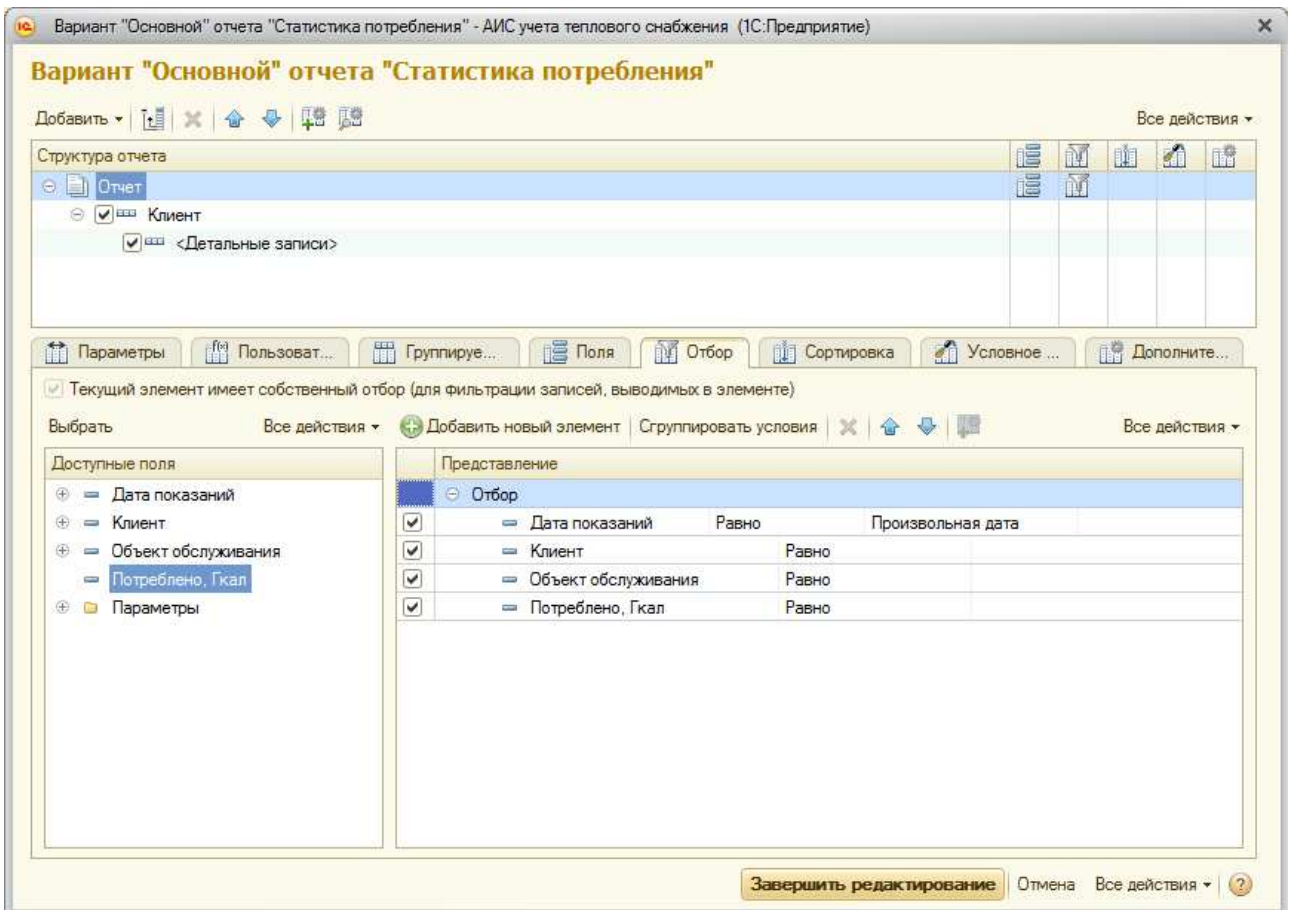 Вариант "Основной" отчета "Статистика потребления" - АИС учета теплового снабжения (1С:Предприятие)
Вариант "Основной" отчета "Статистика потребления"
Добавить Все действия
Структура отчета
Отчет
Клиент
<Детальные записи>
Параметры Пользоват... Группируе... Поля Отбор Сортировка Условное ... Дополните...
Текущий элемент имеет собственный отбор (для фильтрации записей, выводимых в элементе)
Выбрать Все действия Добавить новый элемент Сгруппировать условия Все действия
Доступные поля Представление
Дата показаний Отбор
Клиент Дата показаний Равно Произвольная дата
Объект обслуживания Клиент Равно
Потреблено, Гкал Объект обслуживания Равно
Параметры Потреблено, Гкал Равно
Завершить редактирование Отмена Все действия ?